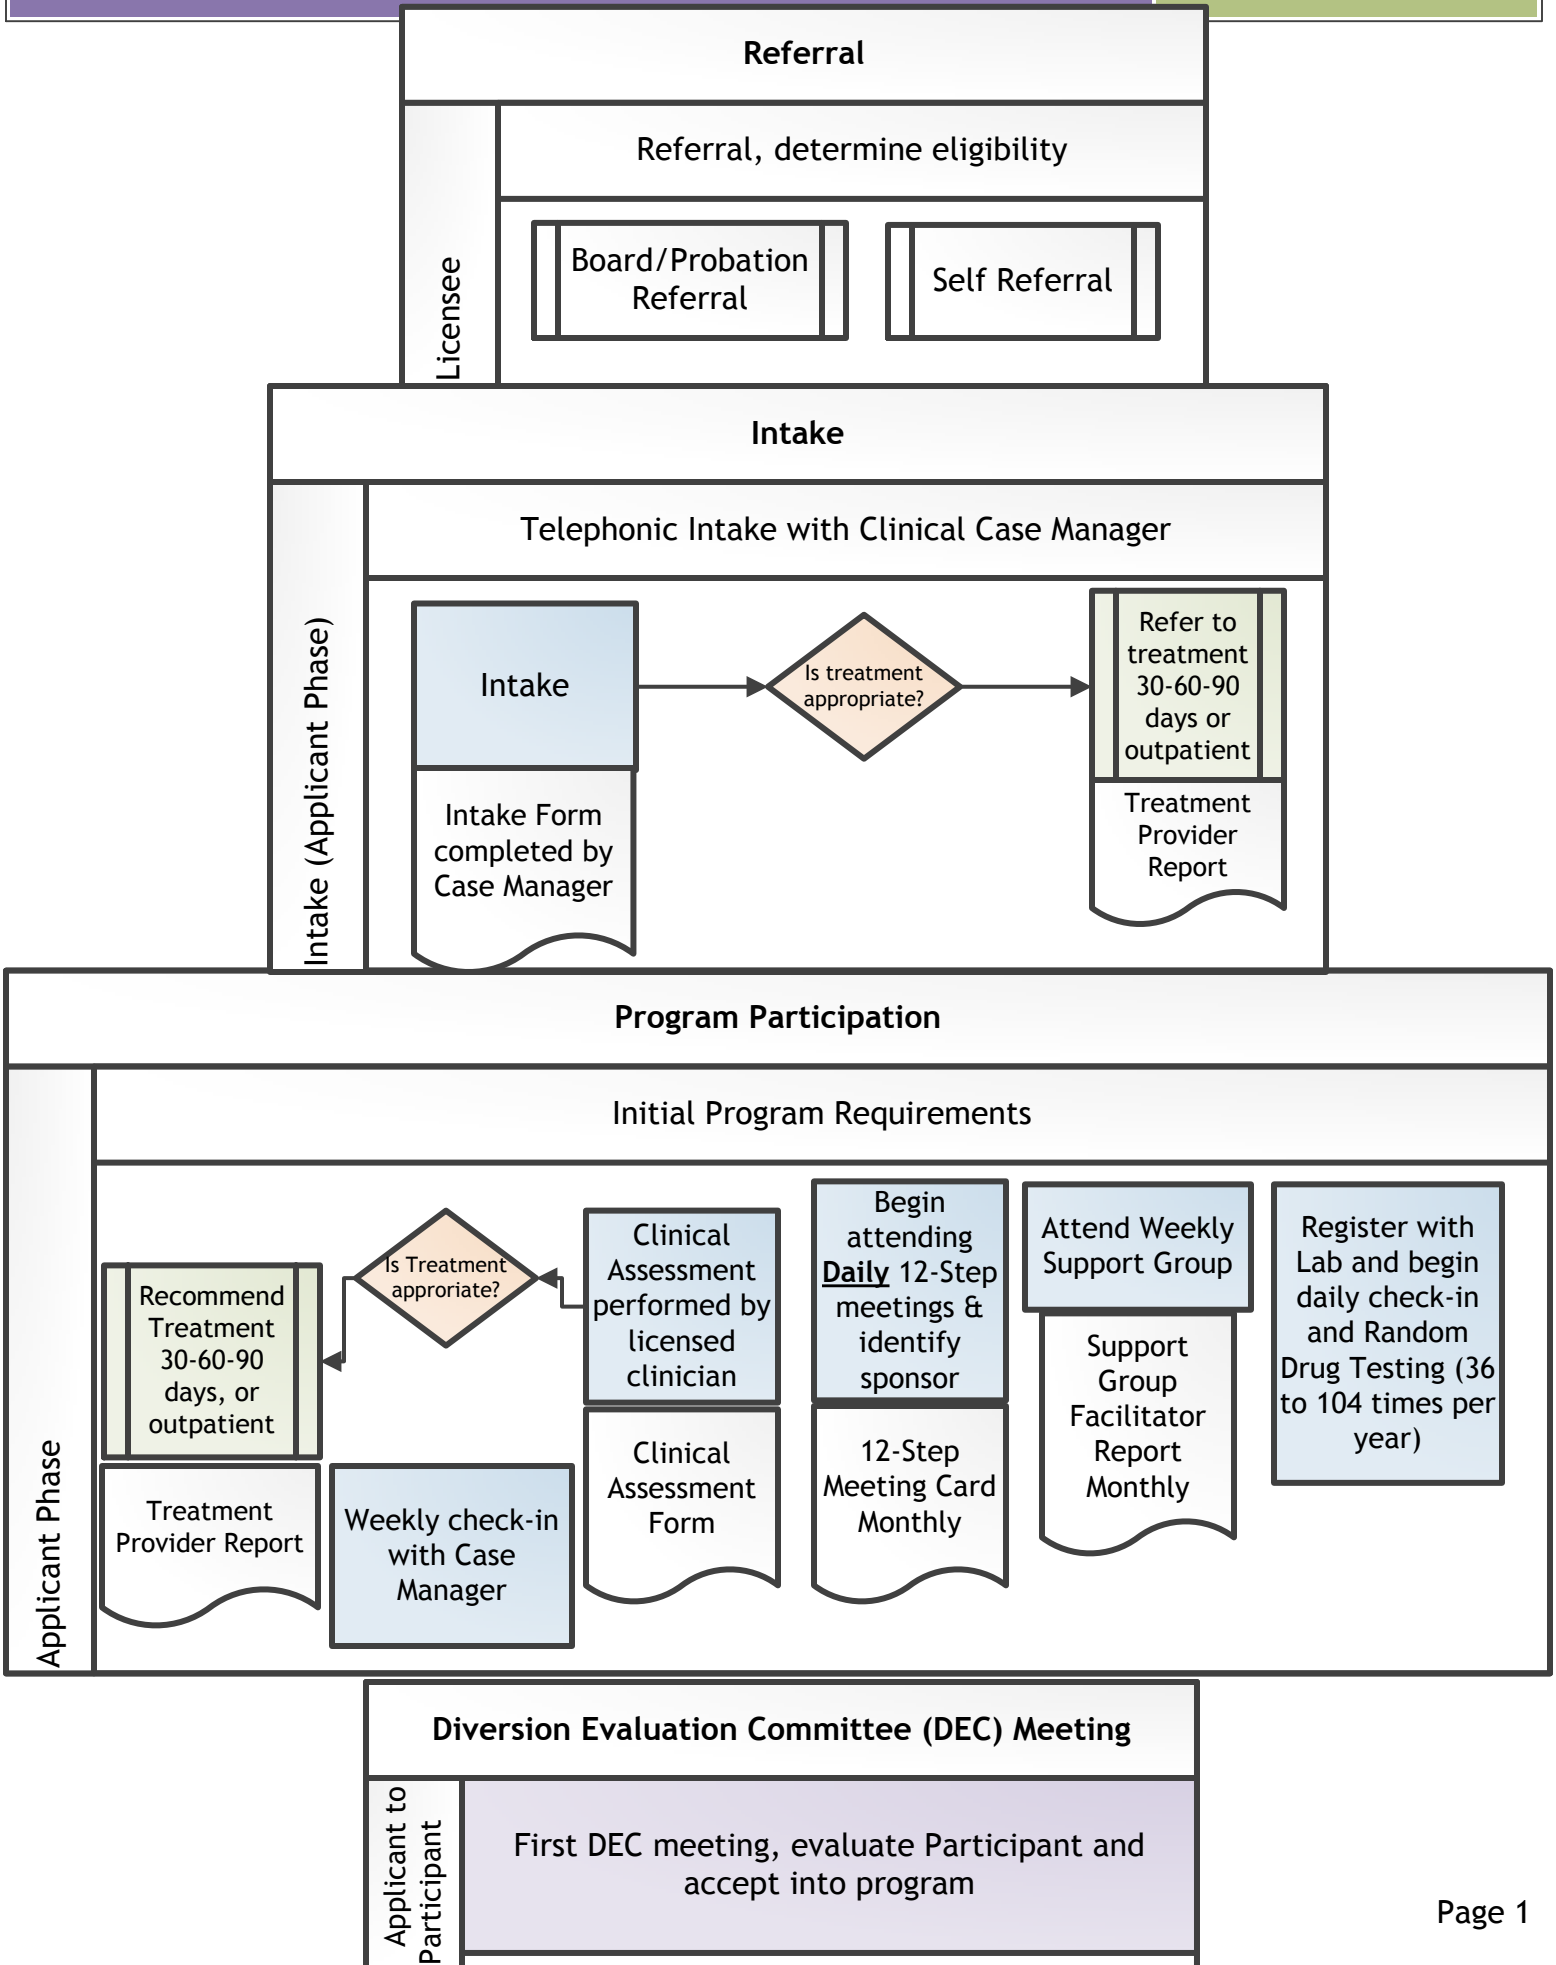 Referral
Licensee
Referral, determine eligibility
Board/Probation
Referral
Self Referral
Intake
Intake (Applicant Phase)
Telephonic Intake with Clinical Case Manager
Intake
Is treatment
appropriate?
Refer to
treatment
30-60-90
days or
outpatient
Intake Form
completed by
Case Manager
Treatment
Provider
Report
Program Participation
Applicant Phase
Initial Program Requirements
Recommend
Treatment
30-60-90
days, or
outpatient
Treatment
Provider Report
Is Treatment
approriate?
Weekly check-in
with Case
Manager
Clinical
Assessment
performed by
licensed
clinician
Clinical
Assessment
Form
Begin
attending
Daily 12-Step
meetings &
identify
sponsor
12-Step
Meeting Card
Monthly
Attend Weekly
Support Group
Support
Group
Facilitator
Report
Monthly
Register with
Lab and begin
daily check-in
and Random
Drug Testing (36
to 104 times per
year)
Diversion Evaluation Committee (DEC) Meeting
Applicant to
Participant
First DEC meeting, evaluate Participant and
accept into program
Page 1